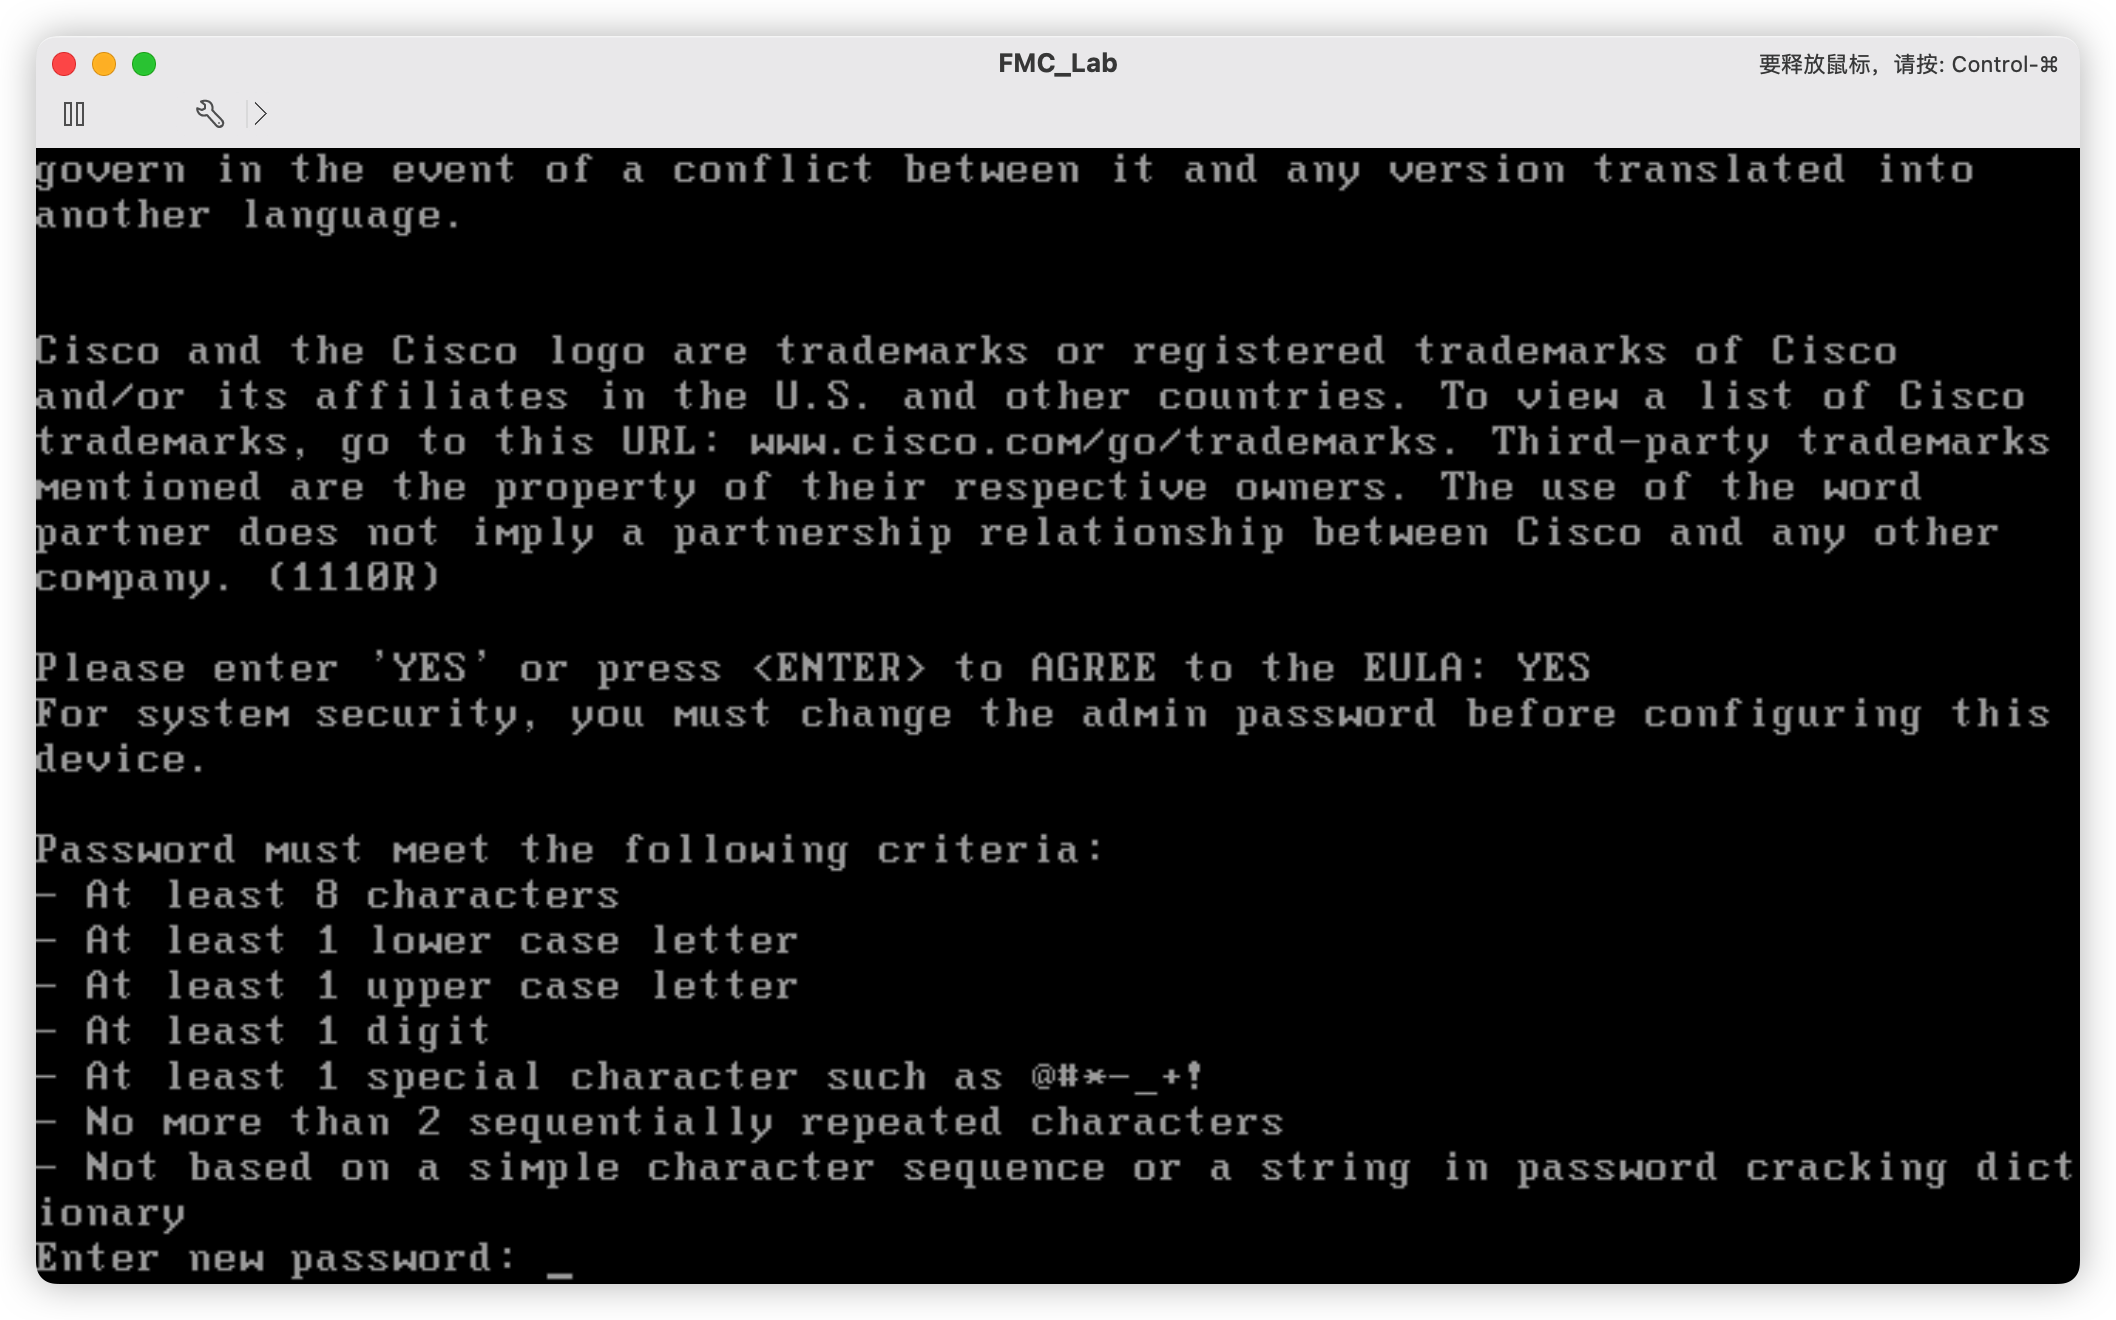 FMC_Lab
要释放鼠标，请按: Control-⌘
govern in the event of a conflict between it and any version translated into
another language.
Cisco and the Cisco logo are trademarks or registered trademarks of Cisco
and/or its affiliates in the U.S. and other countries. To view a list of Cisco
trademarks, go to this URL: www.cisco.com/go/trademarks. Third-party trademarks
mentioned are the property of their respective owners. The use of the word
partner does not imply a partnership relationship between Cisco and any other
company. (1110R)
Please enter 'YES' or press <ENTER> to AGREE to the EULA: YES
For system security, you must change the admin password before configuring this
device.
Password must meet the following criteria:
- At least 8 characters
- At least 1 lower case letter
- At least 1 upper case letter
- At least 1 digit
- At least 1 special character such as @#*-_+!
- No more than 2 sequentially repeated characters
- Not based on a simple character sequence or a string in password cracking dict
ionary
Enter new password: _